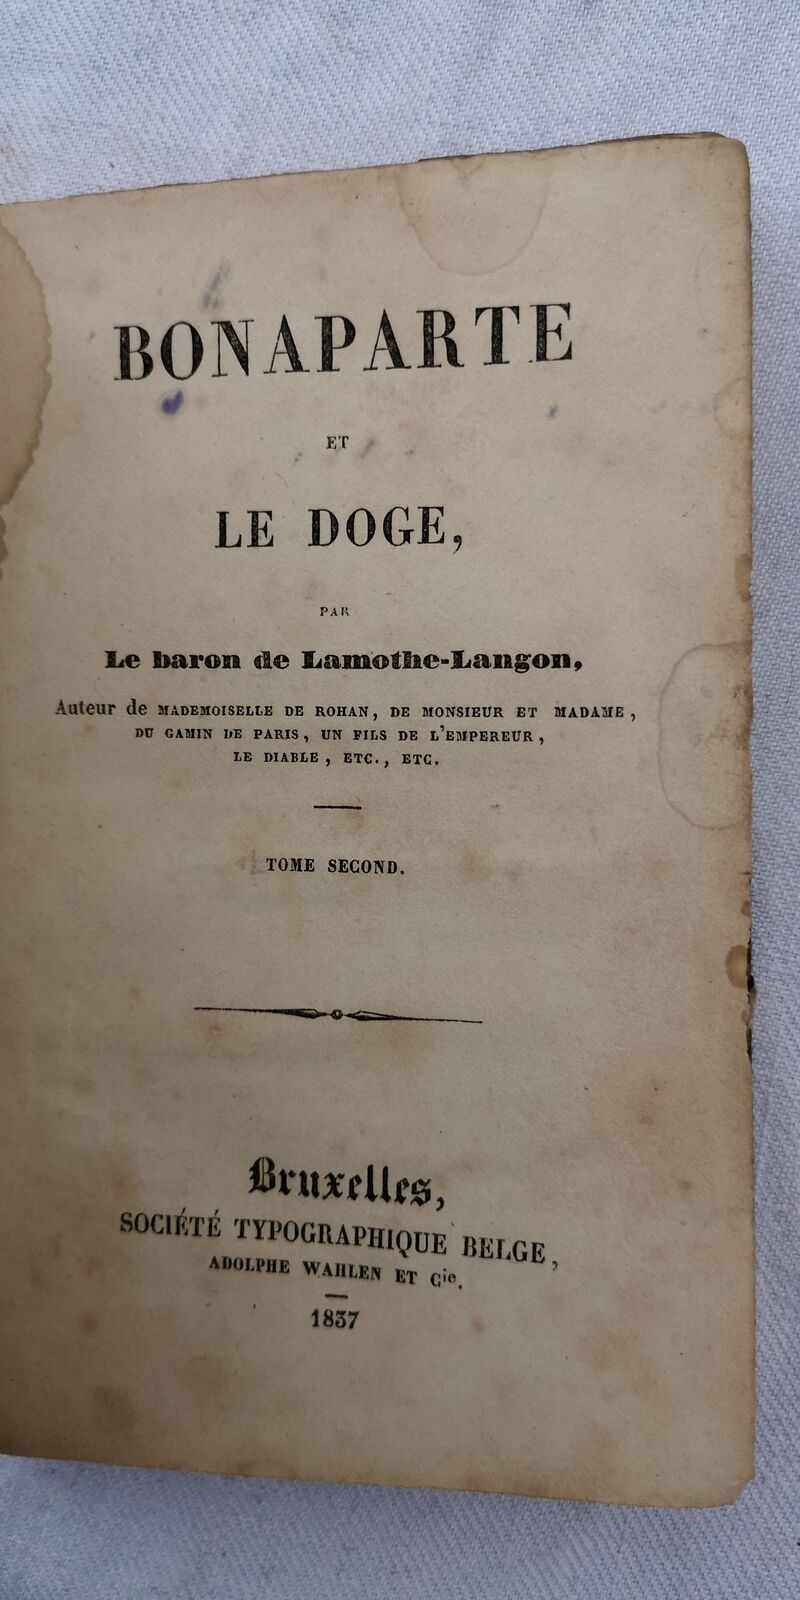 BONAPARTE
ET
LE DOGE,
PAR
Le baron de Lamothe-Langon,
Auteur de MADEMOISELLE DE ROHAN, DE MONSIEUR ET MADAME,
DU GAMIN DE PARIS, UN FILS DE L'EMPEREUR,
LE DIABLE, ETC., ETC.
TOME SECOND.
Bruxelles,
SOCIÉTÉ TYPOGRAPHIQUE BELGE,
ADOLPHE WAHLEN ET Cie.
1837